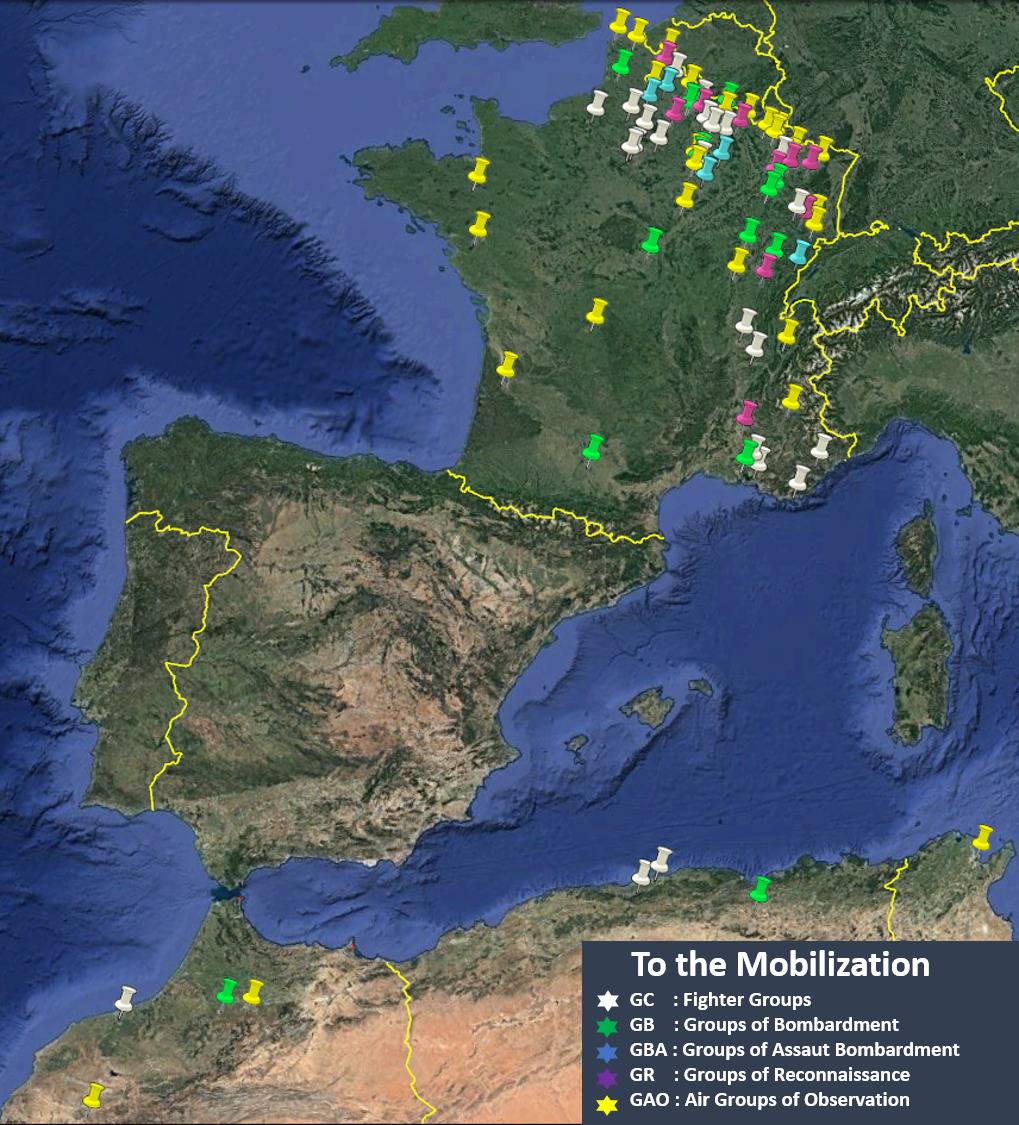 To the Mobilization
GC : Fighter Groups
GB : Groups of Bombardment
GBA : Groups of Assaut Bombardment
GR : Groups of Reconnaissance
GAO : Air Groups of Observation